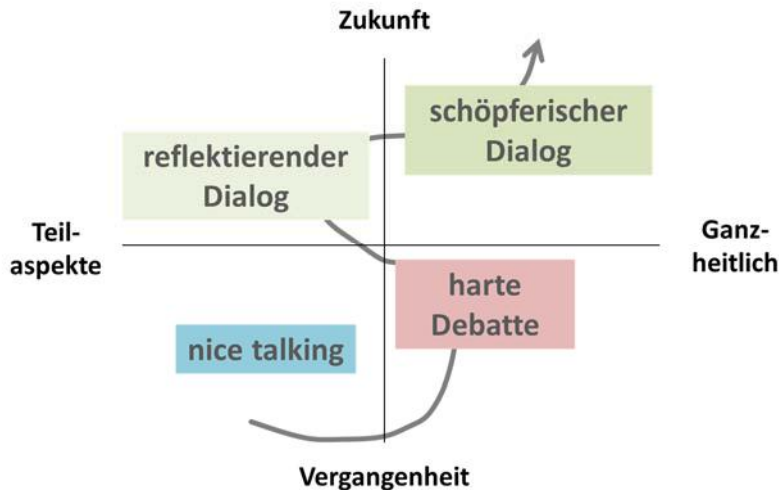 Zukunft
schöpferischer
Dialog
reflektierender
Dialog
Teil-
aspekte
Ganz-
heitlich
harte
Debatte
nice talking
Vergangenheit